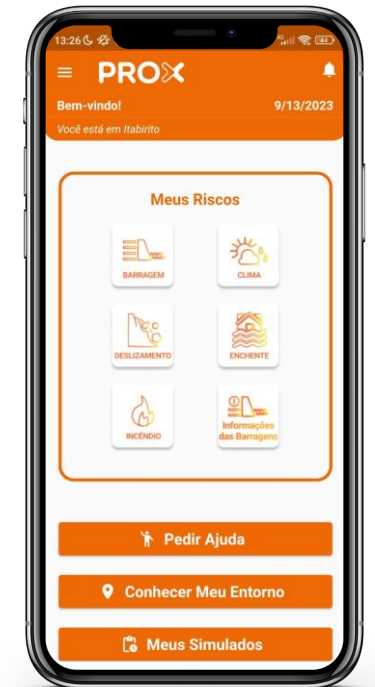 13:26
PROX
Bem-vindo! 9/13/2023
Você está em Itabirito
Meus Riscos
BARRAGEM CLIMA
DESLIZAMENTO ENCHENTE
INCÊNDIO Informações
das Barragens
Pedir Ajuda
Conhecer Meu Entorno
Meus Simulados